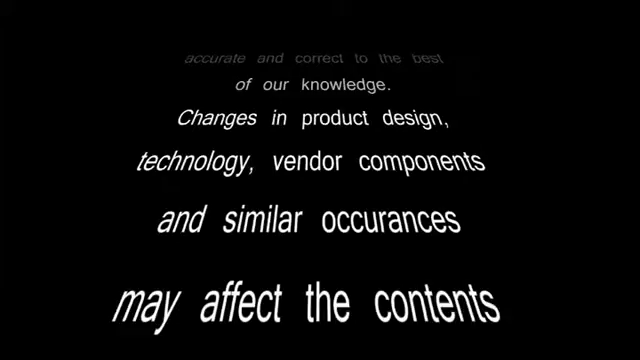 accurate and correct to the best
of our knowledge.
Changes in product design,
technology, vendor components
and similar occurances
may affect the contents